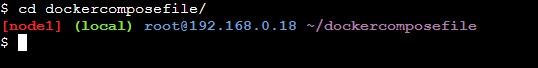 $ cd dockercomposefile/
[node1] (local) root@192.168.0.18 ~/dockercomposefile
$